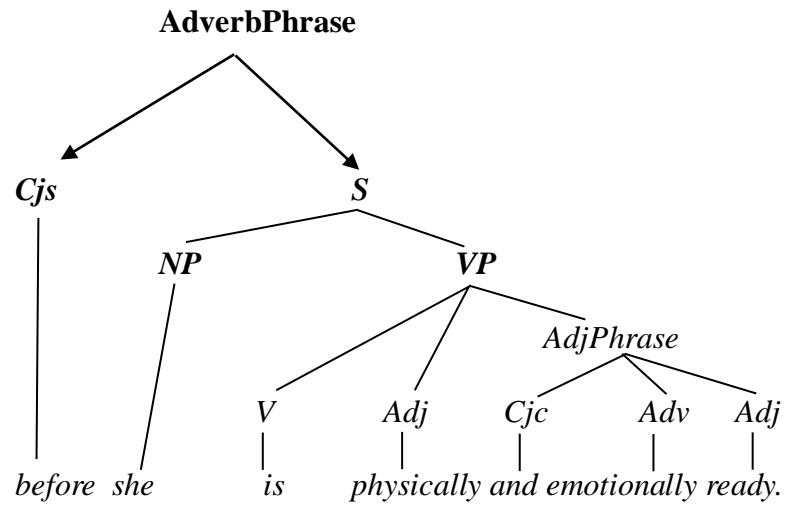 AdverbPhrase
Cjs S
NP VP
AdjPhrase
V Adj Cjc Adv Adj
before she is physically and emotionally ready.